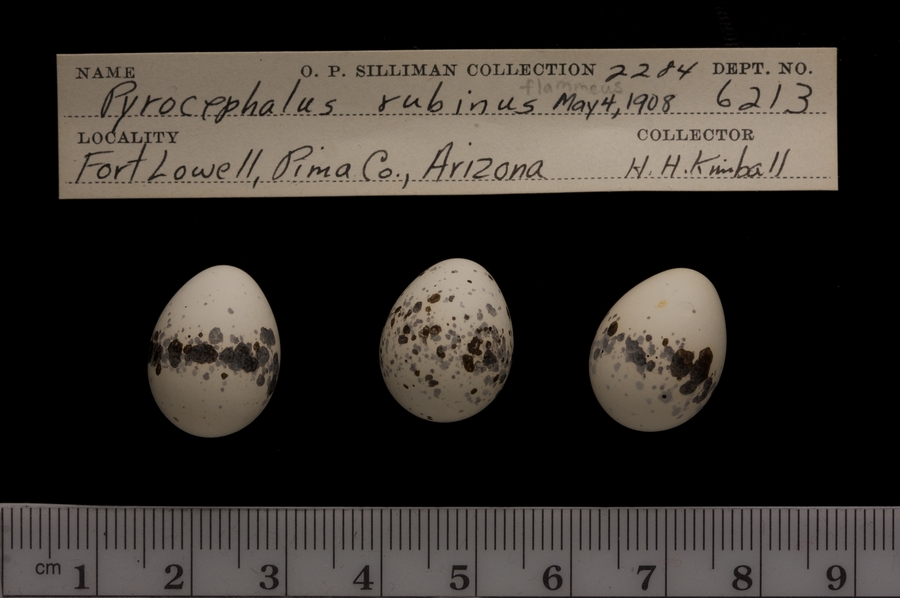 NAME O. P. SILLIMAN COLLECTION 2284 DEPT. NO.
flammeus
Pyrocephalus rubinus May 4, 1908 6213
LOCALITY COLLECTOR
Fort Lowell, Pima Co., Arizona H. H. Kimball
cm 1 2 3 4 5 6 7 8 9